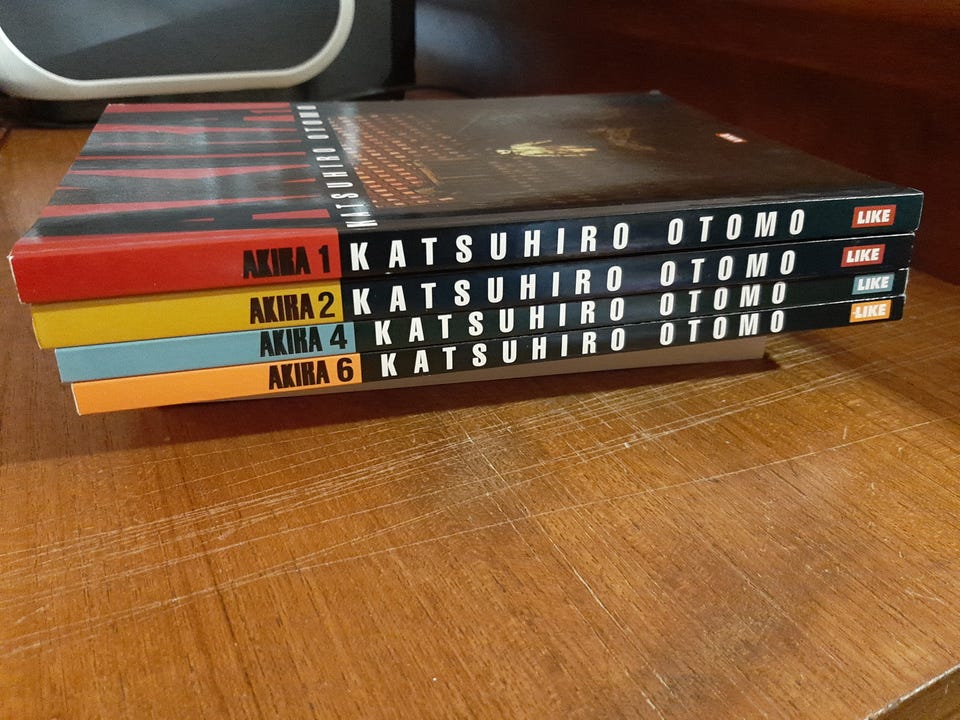 KATSUHIRO OTOMO
AKIRA 1 KATSUHIRO OTOMO LIKE
AKIRA 2 KATSUHIRO OTOMO LIKE
AKIRA 4 KATSUHIRO OTOMO LIKE
AKIRA 6 KATSUHIRO OTOMO LIKE